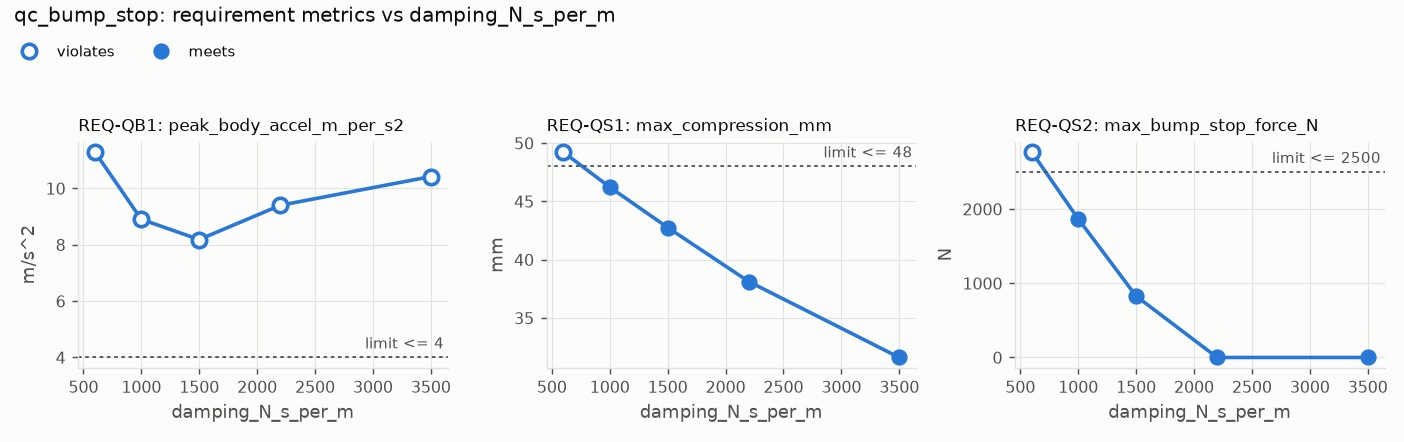 qc_bump_stop: requirement metrics vs damping_N_s_per_m
violates
meets
REQ-QB1: peak_body_accel_m_per_s2
m/s^2
10
8
6
4
limit <= 4
500 1000 1500 2000 2500 3000 3500
damping_N_s_per_m
REQ-QS1: max_compression_mm
mm
50
45
40
35
limit <= 48
500 1000 1500 2000 2500 3000 3500
damping_N_s_per_m
REQ-QS2: max_bump_stop_force_N
N
2000
1000
0
limit <= 2500
500 1000 1500 2000 2500 3000 3500
damping_N_s_per_m